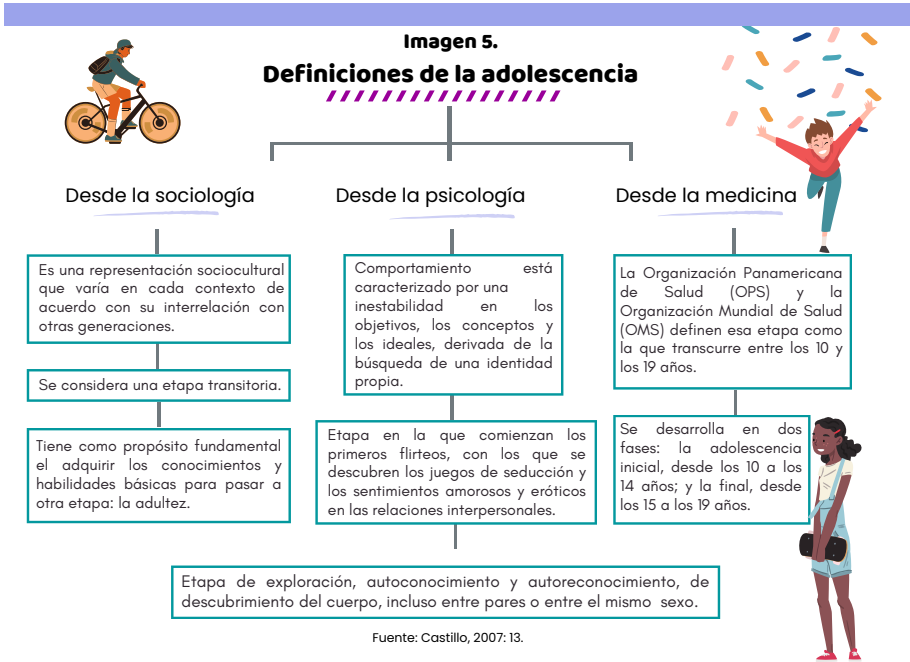 Imagen 5.
Definiciones de la adolescencia
Desde la sociología
Es una representación sociocultural
que varía en cada contexto de
acuerdo con su interrelación con
otras generaciones.
Se considera una etapa transitoria.
Tiene como propósito fundamental
el adquirir los conocimientos y
habilidades básicas para pasar a
otra etapa: la adultez.
Desde la psicología
Comportamiento está
caracterizado por una
inestabilidad en los
objetivos, los conceptos y
los ideales, derivada de la
búsqueda de una identidad
propia.
Etapa en la que comienzan los
primeros flirteos, con los que se
descubren los juegos de seducción y
los sentimientos amorosos y eróticos
en las relaciones interpersonales.
Etapa de exploración, autoconocimiento y autoreconocimiento, de
descubrimiento del cuerpo, incluso entre pares o entre el mismo sexo.
Desde la medicina
La Organización Panamericana
de Salud (OPS) y la
Organización Mundial de Salud
(OMS) definen esa etapa como
la que transcurre entre los 10 y
los 19 años.
Se desarrolla en dos
fases: la adolescencia
inicial, desde los 10 a los
14 años; y la final, desde
los 15 a los 19 años.
Fuente: Castillo, 2007: 13.